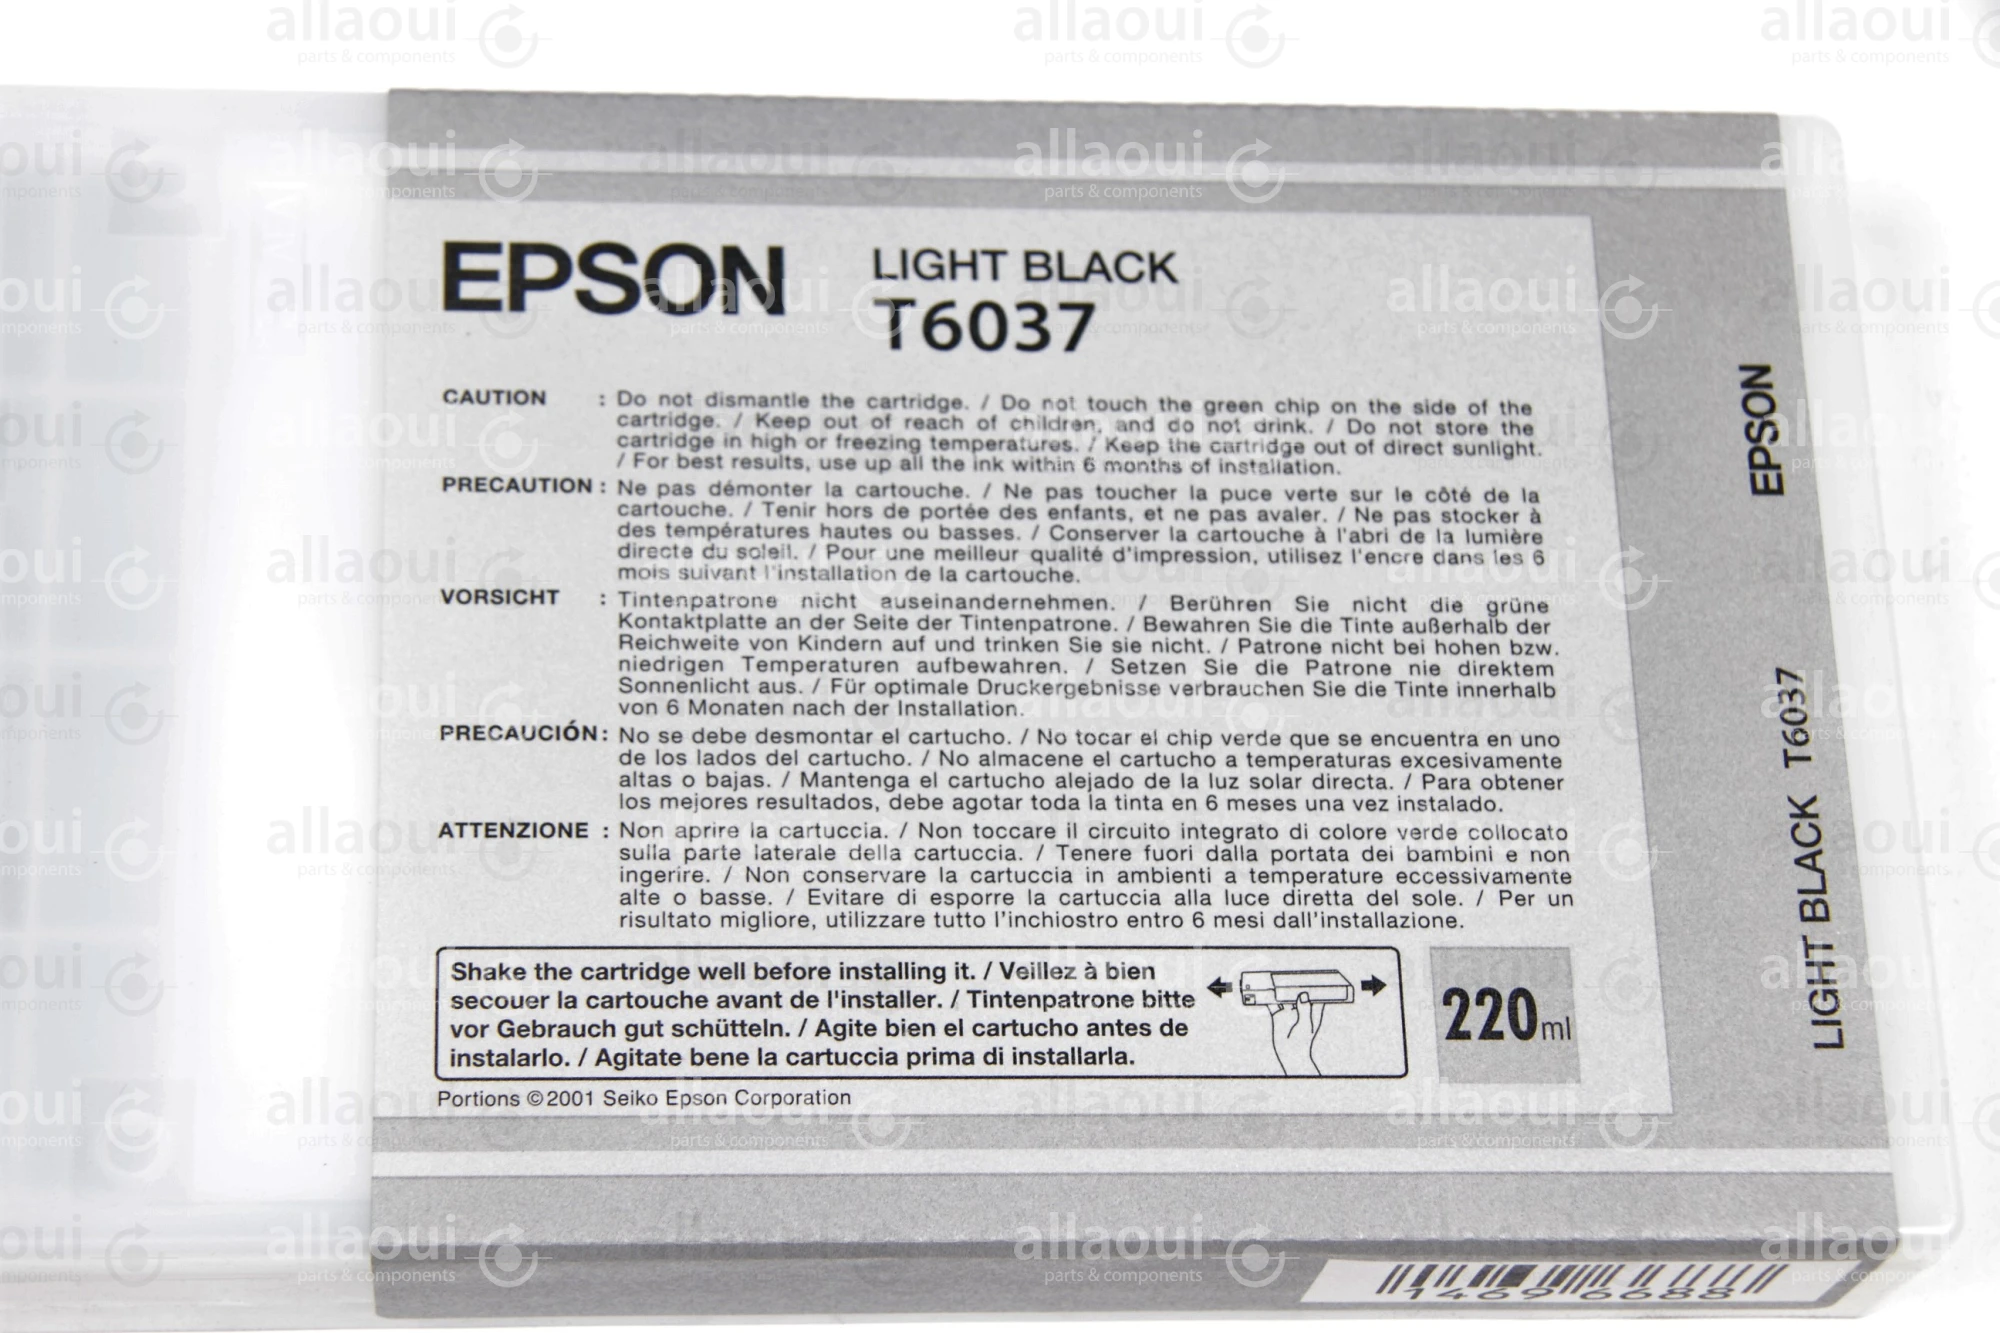 EPSON LIGHT BLACK
T6037
CAUTION : Do not dismantle the cartridge. / Do not touch the green chip on the side of the
cartridge. / Keep out of reach of children, and do not drink. / Do not store the
cartridge in high or freezing temperatures. / Keep the cartridge out of direct sunlight.
/ For best results, use up all the ink within 6 months of installation.
PRECAUTION : Ne pas démonter la cartouche. / Ne pas toucher la puce verte sur le côté de la
cartouche. / Tenir hors de portée des enfants, et ne pas avaler. / Ne pas stocker à
des températures hautes ou basses. / Conserver la cartouche à l'abri de la lumière
directe du soleil. / Pour une meilleur qualité d'impression, utilisez l'encre dans les 6
mois suivant l'installation de la cartouche.
VORSICHT : Tintenpatrone nicht auseinandernehmen. / Berühren Sie nicht die grüne
Kontaktplatte an der Seite der Tintenpatrone. / Bewahren Sie die Tinte außerhalb der
Reichweite von Kindern auf und trinken Sie sie nicht. / Patrone nicht bei hohen bzw.
niedrigen Temperaturen aufbewahren. / Setzen Sie die Patrone nie direktem
Sonnenlicht aus. / Für optimale Druckergebnisse verbrauchen Sie die Tinte innerhalb
von 6 Monaten nach der Installation.
PRECAUCIÓN : No se debe desmontar el cartucho. / No tocar el chip verde que se encuentra en uno
de los lados del cartucho. / No almacene el cartucho a temperaturas excesivamente
altas o bajas. / Mantenga el cartucho alejado de la luz solar directa. / Para obtener
los mejores resultados, debe agotar toda la tinta en 6 meses una vez instalado.
ATTENZIONE : Non aprire la cartuccia. / Non toccare il circuito integrato di colore verde collocato
sulla parte laterale della cartuccia. / Tenere fuori dalla portata dei bambini e non
ingerire. / Non conservare la cartuccia in ambienti a temperature eccessivamente
alte o basse. / Evitare di esporre la cartuccia alla luce diretta del sole. / Per un
risultato migliore, utilizzare tutto l'inchiostro entro 6 mesi dall'installazione.
Shake the cartridge well before installing it. / Veillez à bien
secouer la cartouche avant de l'installer. / Tintenpatrone bitte
vor Gebrauch gut schütteln. / Agite bien el cartucho antes de
instalarlo. / Agitate bene la cartuccia prima di installarla.
220ml
Portions ©2001 Seiko Epson Corporation
LIGHT BLACK T6037 EPSON
1469 6688
allaoui
parts & components